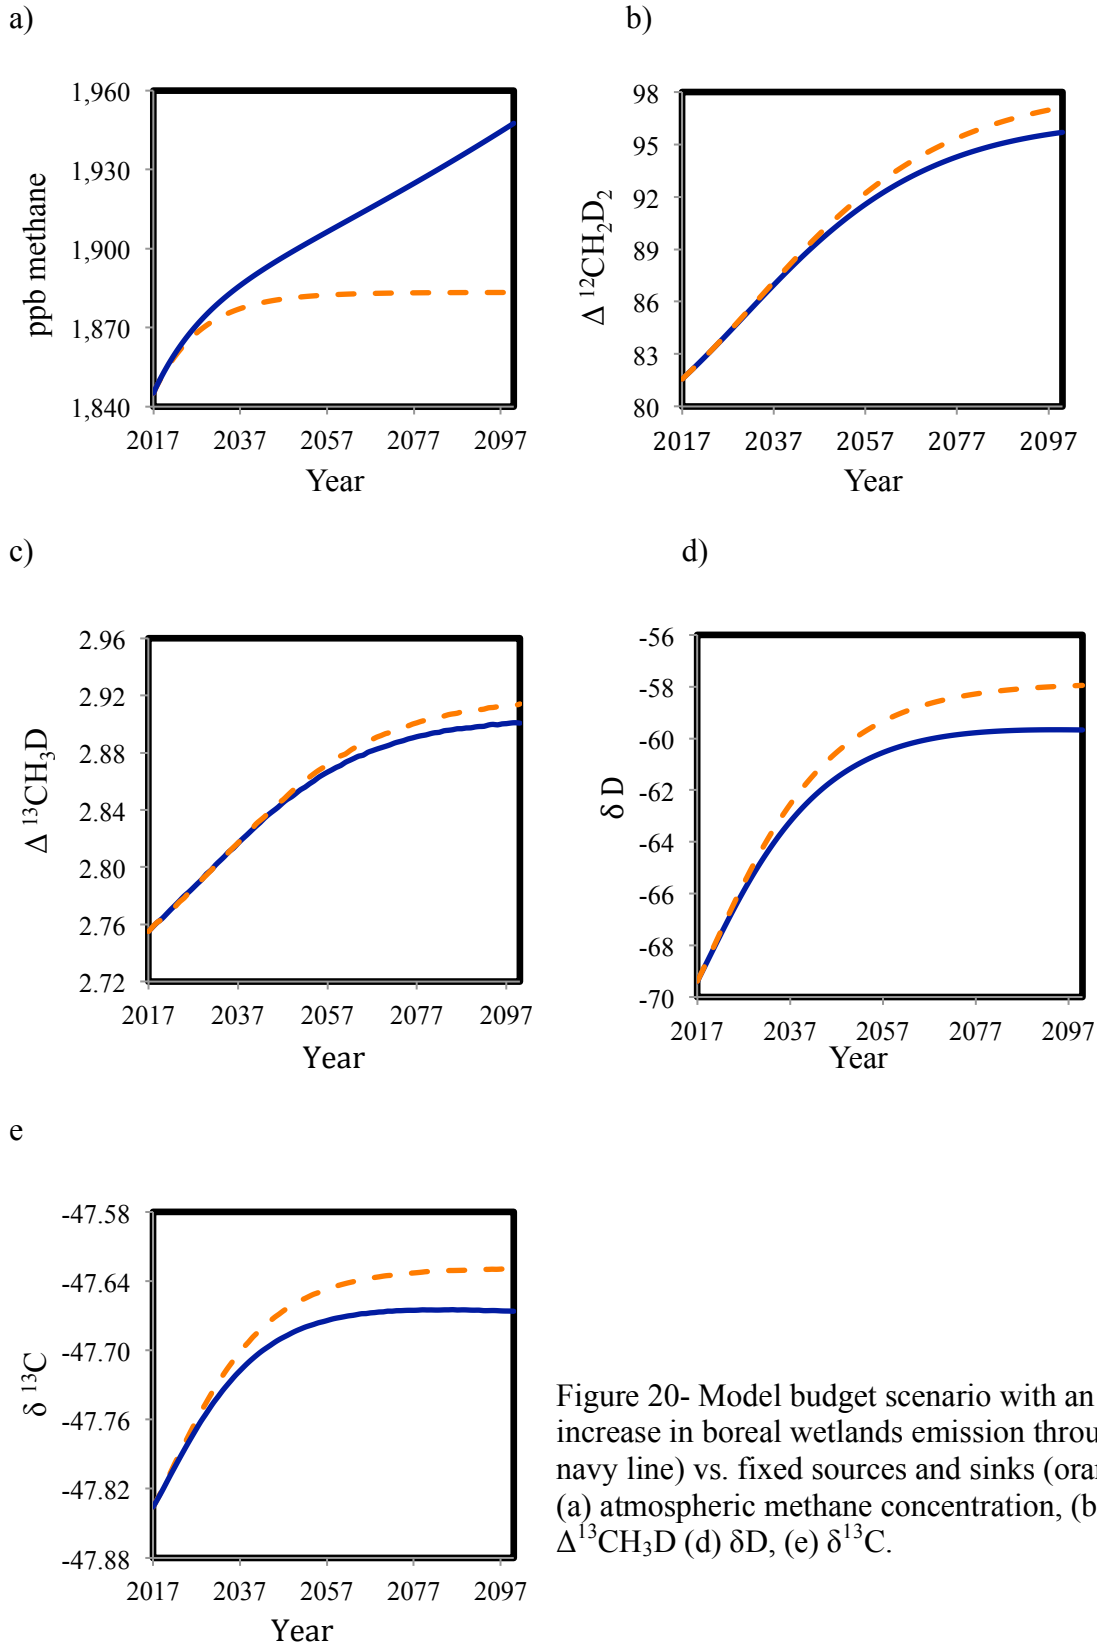 a)
b)
1,960
1,930
1,900
1,870
1,840
ppb methane
2017 2037 2057 2077 2097
Year
98
95
92
89
86
83
80
Δ ¹²CH₂D₂
2017 2037 2057 2077 2097
Year
c)
d)
2.96
2.92
2.88
2.84
2.80
2.76
2.72
Δ ¹³CH₃D
2017 2037 2057 2077 2097
Year
-56
-58
-60
-62
-64
-66
-68
-70
δ D
2017 2037 2057 2077 2097
Year
e
-47.58
-47.64
-47.70
-47.76
-47.82
-47.88
δ ¹³C
2017 2037 2057 2077 2097
Year
Figure 20- Model budget scenario with an
increase in boreal wetlands emission throu
navy line) vs. fixed sources and sinks (oran
(a) atmospheric methane concentration, (b
Δ¹³CH₃D (d) δD, (e) δ¹³C.